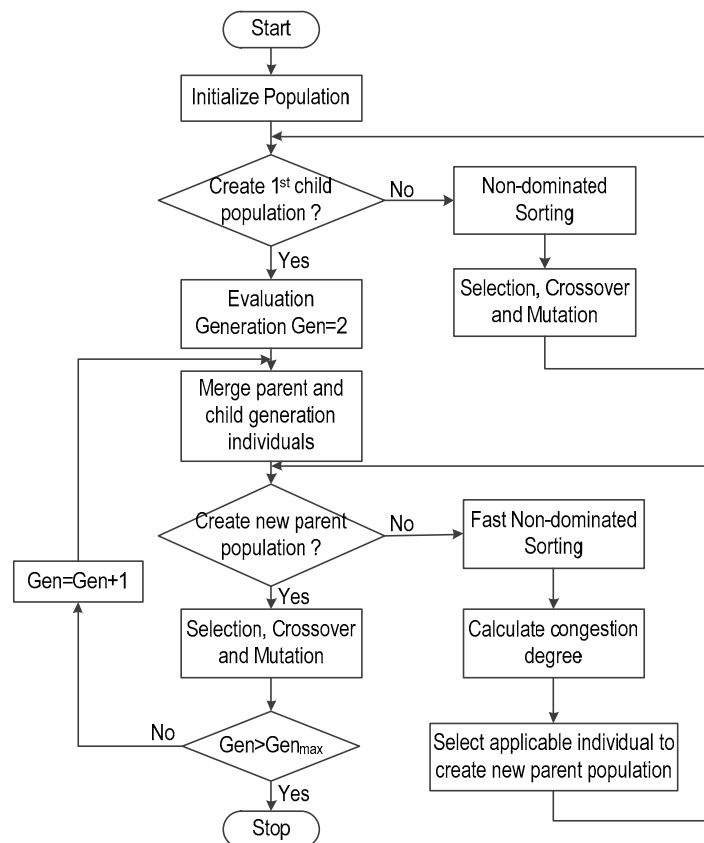 Start
Initialize Population
Create 1st child
population ?
No
Non-dominated
Sorting
Yes
Selection, Crossover
and Mutation
Evaluation
Generation Gen=2
Merge parent and
child generation
individuals
Create new parent
population ?
No
Fast Non-dominated
Sorting
Gen=Gen+1
Yes
Selection, Crossover
and Mutation
Calculate congestion
degree
No
Gen>Genmax
Select applicable individual to
create new parent population
Yes
Stop